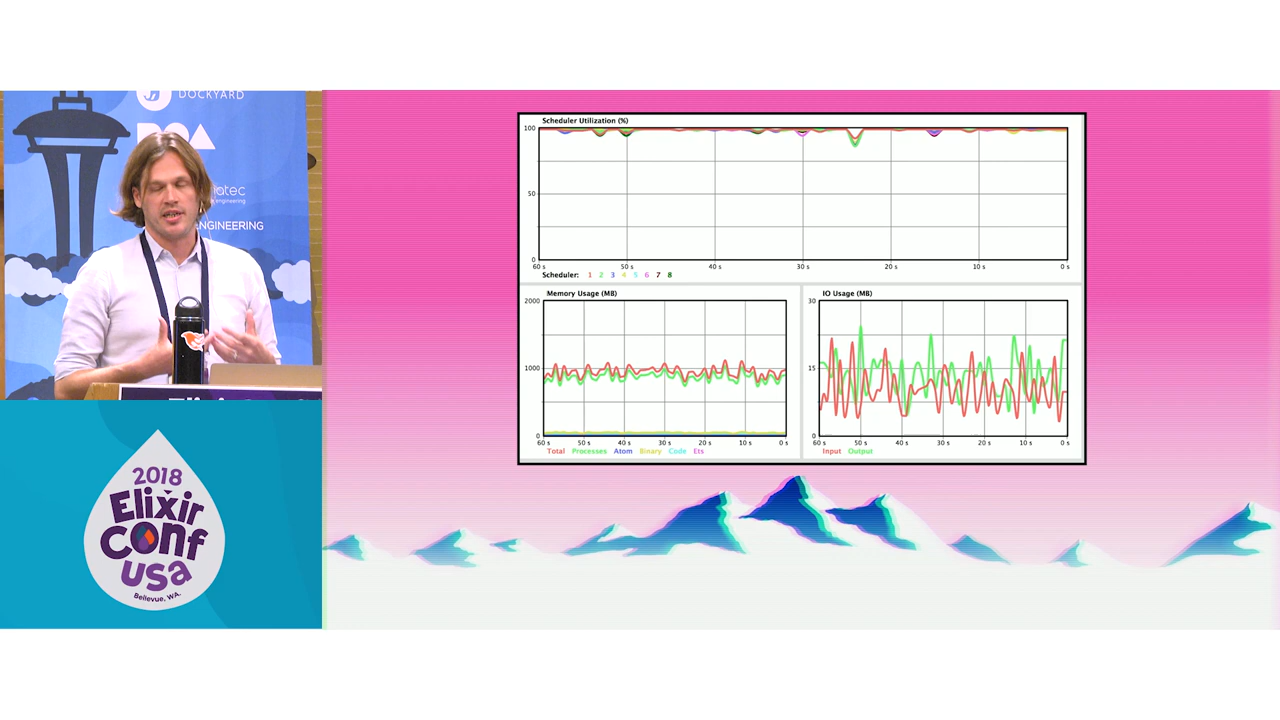 DOCKYARD
iatec
engineering
NGINEERING
2018
Elixir
Conf
USA
Bellevue, WA.
Scheduler Utilization (%)
100
50
0
60 s 50 s 40 s 30 s 20 s 10 s 0 s
Scheduler: 1 2 3 4 5 6 7 8
Memory Usage (MB)
2000
1000
0
60 s 50 s 40 s 30 s 20 s 10 s 0 s
Total Processes Atom Binary Code Ets
IO Usage (MB)
30
15
0
60 s 50 s 40 s 30 s 20 s 10 s 0 s
Input Output